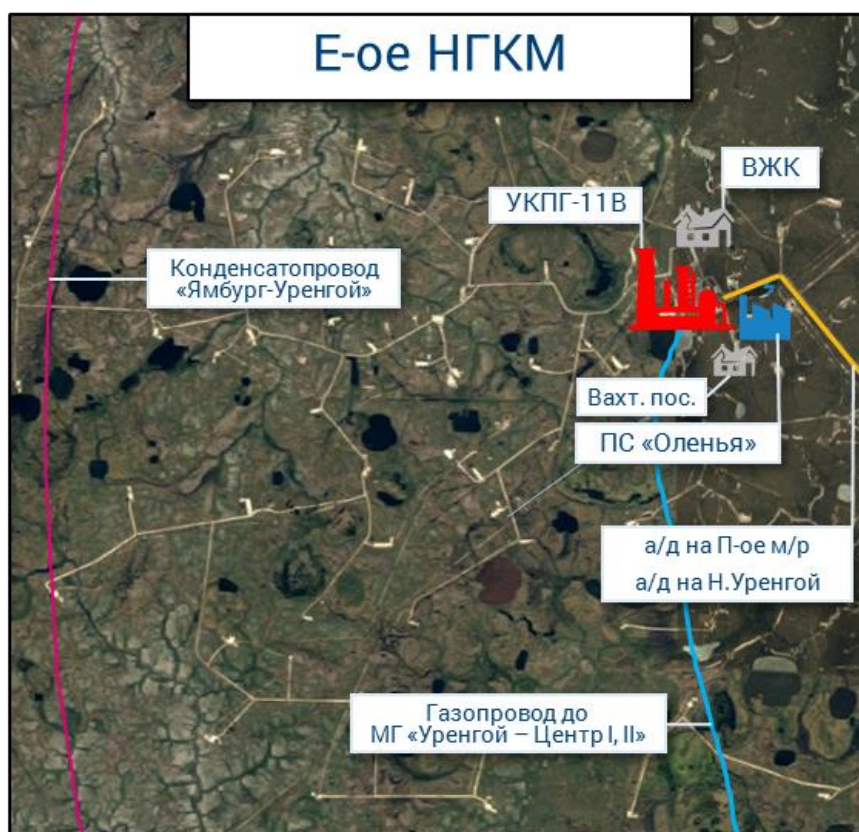 Е-ое НГКМ
ВЖК
УКПГ-11В
Конденсатопровод
«Ямбург-Уренгой»
Вахт. пос.
ПС «Оленья»
а/д на П-ое м/р
а/д на Н.Уренгой
Газопровод до
МГ «Уренгой – Центр I, II»